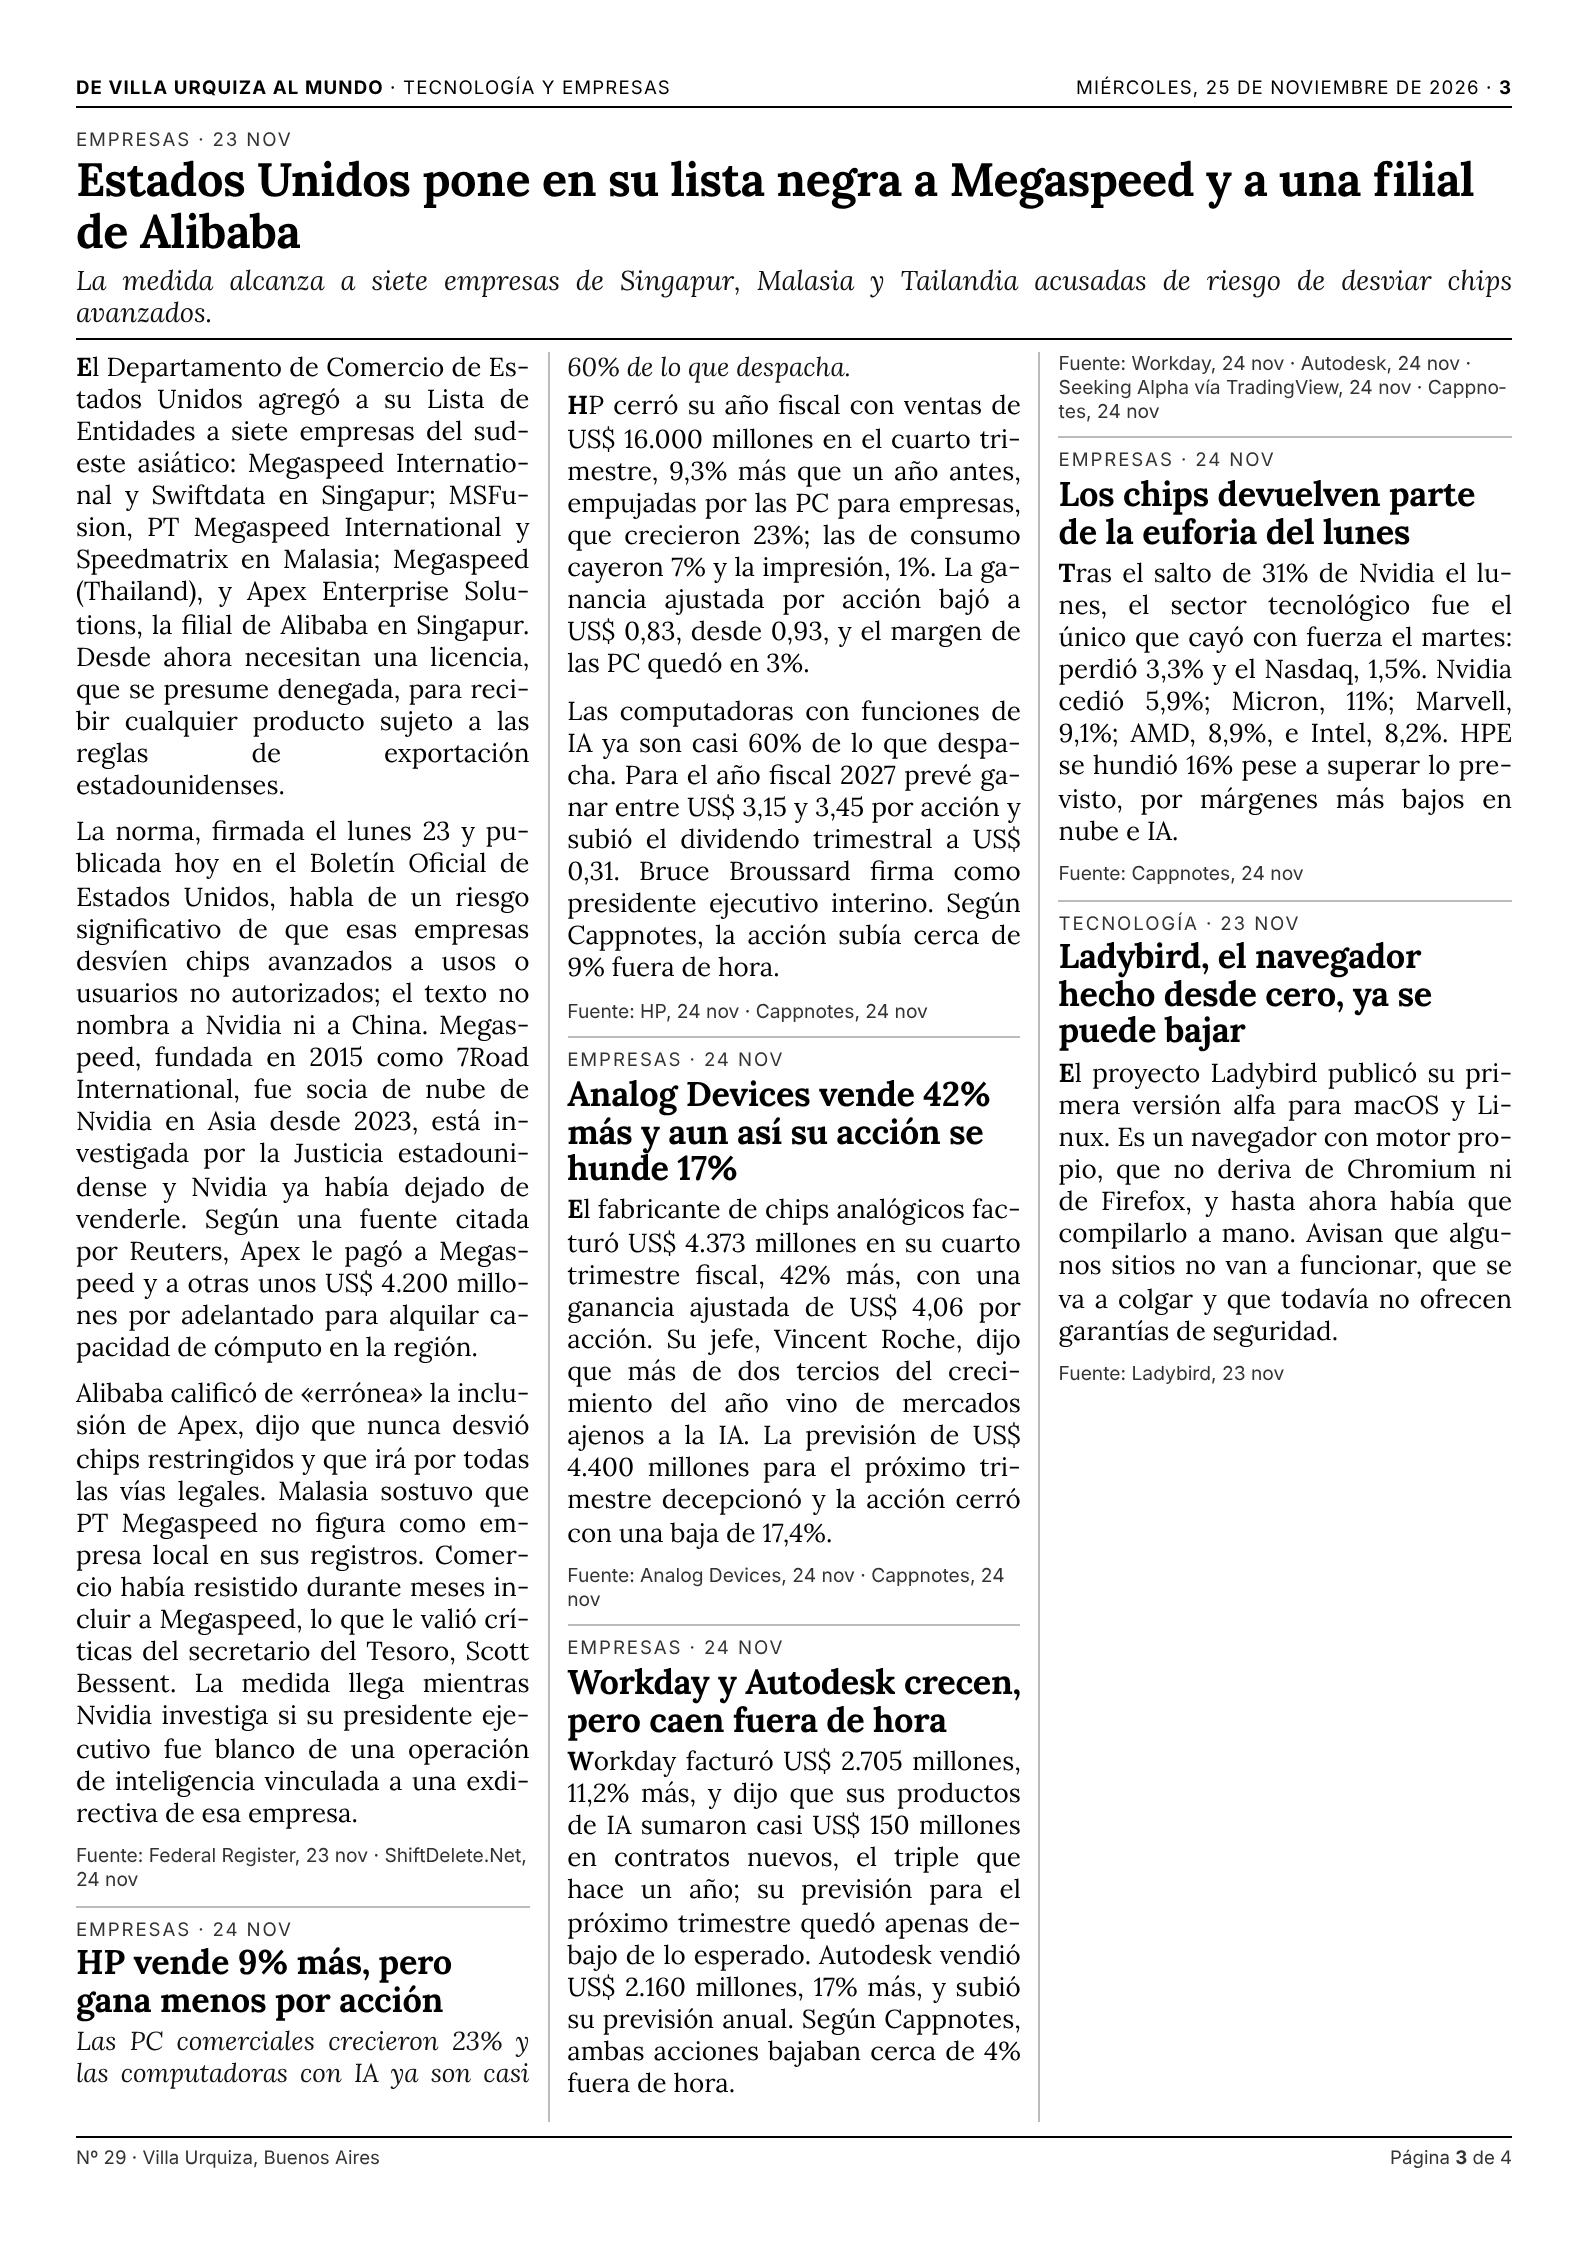 DE VILLA URQUIZA AL MUNDO · TECNOLOGÍA Y EMPRESAS
MIÉRCOLES, 25 DE NOVIEMBRE DE 2026 · 3
EMPRESAS · 23 NOV
Estados Unidos pone en su lista negra a Megaspeed y a una filial
de Alibaba
La medida alcanza a siete empresas de Singapur, Malasia y Tailandia acusadas de riesgo de desviar chips
avanzados.
El Departamento de Comercio de Es-
tados Unidos agregó a su Lista de
Entidades a siete empresas del sud-
este asiático: Megaspeed Internatio-
nal y Swiftdata en Singapur; MSFu-
sion, PT Megaspeed International y
Speedmatrix en Malasia; Megaspeed
(Thailand), y Apex Enterprise Solu-
tions, la filial de Alibaba en Singapur.
Desde ahora necesitan una licencia,
que se presume denegada, para reci-
bir cualquier producto sujeto a las
reglas de exportación
estadounidenses.
La norma, firmada el lunes 23 y pu-
blicada hoy en el Boletín Oficial de
Estados Unidos, habla de un riesgo
significativo de que esas empresas
desvíen chips avanzados a usos o
usuarios no autorizados; el texto no
nombra a Nvidia ni a China. Megas-
peed, fundada en 2015 como 7Road
International, fue socia de nube de
Nvidia en Asia desde 2023, está in-
vestigada por la Justicia estadouni-
dense y Nvidia ya había dejado de
venderle. Según una fuente citada
por Reuters, Apex le pagó a Megas-
peed y a otras unos US$ 4.200 millo-
nes por adelantado para alquilar ca-
pacidad de cómputo en la región.
Alibaba calificó de «errónea» la inclu-
sión de Apex, dijo que nunca desvió
chips restringidos y que irá por todas
las vías legales. Malasia sostuvo que
PT Megaspeed no figura como em-
presa local en sus registros. Comer-
cio había resistido durante meses in-
cluir a Megaspeed, lo que le valió crí-
ticas del secretario del Tesoro, Scott
Bessent. La medida llega mientras
Nvidia investiga si su presidente eje-
cutivo fue blanco de una operación
de inteligencia vinculada a una exdi-
rectiva de esa empresa.
Fuente: Federal Register, 23 nov · ShiftDelete.Net,
24 nov
EMPRESAS · 24 NOV
HP vende 9% más, pero
gana menos por acción
Las PC comerciales crecieron 23% y
las computadoras con IA ya son casi
60% de lo que despacha.
HP cerró su año fiscal con ventas de
US$ 16.000 millones en el cuarto tri-
mestre, 9,3% más que un año antes,
empujadas por las PC para empresas,
que crecieron 23%; las de consumo
cayeron 7% y la impresión, 1%. La ga-
nancia ajustada por acción bajó a
US$ 0,83, desde 0,93, y el margen de
las PC quedó en 3%.
Las computadoras con funciones de
IA ya son casi 60% de lo que despa-
cha. Para el año fiscal 2027 prevé ga-
nar entre US$ 3,15 y 3,45 por acción y
subió el dividendo trimestral a US$
0,31. Bruce Broussard firma como
presidente ejecutivo interino. Según
Cappnotes, la acción subía cerca de
9% fuera de hora.
Fuente: HP, 24 nov · Cappnotes, 24 nov
EMPRESAS · 24 NOV
Analog Devices vende 42%
más y aun así su acción se
hunde 17%
El fabricante de chips analógicos fac-
turó US$ 4.373 millones en su cuarto
trimestre fiscal, 42% más, con una
ganancia ajustada de US$ 4,06 por
acción. Su jefe, Vincent Roche, dijo
que más de dos tercios del creci-
miento del año vino de mercados
ajenos a la IA. La previsión de US$
4.400 millones para el próximo tri-
mestre decepcionó y la acción cerró
con una baja de 17,4%.
Fuente: Analog Devices, 24 nov · Cappnotes, 24
nov
EMPRESAS · 24 NOV
Workday y Autodesk crecen,
pero caen fuera de hora
Workday facturó US$ 2.705 millones,
11,2% más, y dijo que sus productos
de IA sumaron casi US$ 150 millones
en contratos nuevos, el triple que
hace un año; su previsión para el
próximo trimestre quedó apenas de-
bajo de lo esperado. Autodesk vendió
US$ 2.160 millones, 17% más, y subió
su previsión anual. Según Cappnotes,
ambas acciones bajaban cerca de 4%
fuera de hora.
Fuente: Workday, 24 nov · Autodesk, 24 nov ·
Seeking Alpha vía TradingView, 24 nov · Cappno-
tes, 24 nov
EMPRESAS · 24 NOV
Los chips devuelven parte
de la euforia del lunes
Tras el salto de 31% de Nvidia el lu-
nes, el sector tecnológico fue el
único que cayó con fuerza el martes:
perdió 3,3% y el Nasdaq, 1,5%. Nvidia
cedió 5,9%; Micron, 11%; Marvell,
9,1%; AMD, 8,9%, e Intel, 8,2%. HPE
se hundió 16% pese a superar lo pre-
visto, por márgenes más bajos en
nube e IA.
Fuente: Cappnotes, 24 nov
TECNOLOGÍA · 23 NOV
Ladybird, el navegador
hecho desde cero, ya se
puede bajar
El proyecto Ladybird publicó su pri-
mera versión alfa para macOS y Li-
nux. Es un navegador con motor pro-
pio, que no deriva de Chromium ni
de Firefox, y hasta ahora había que
compilarlo a mano. Avisan que algu-
nos sitios no van a funcionar, que se
va a colgar y que todavía no ofrecen
garantías de seguridad.
Fuente: Ladybird, 23 nov
Nº 29 · Villa Urquiza, Buenos Aires
Página 3 de 4